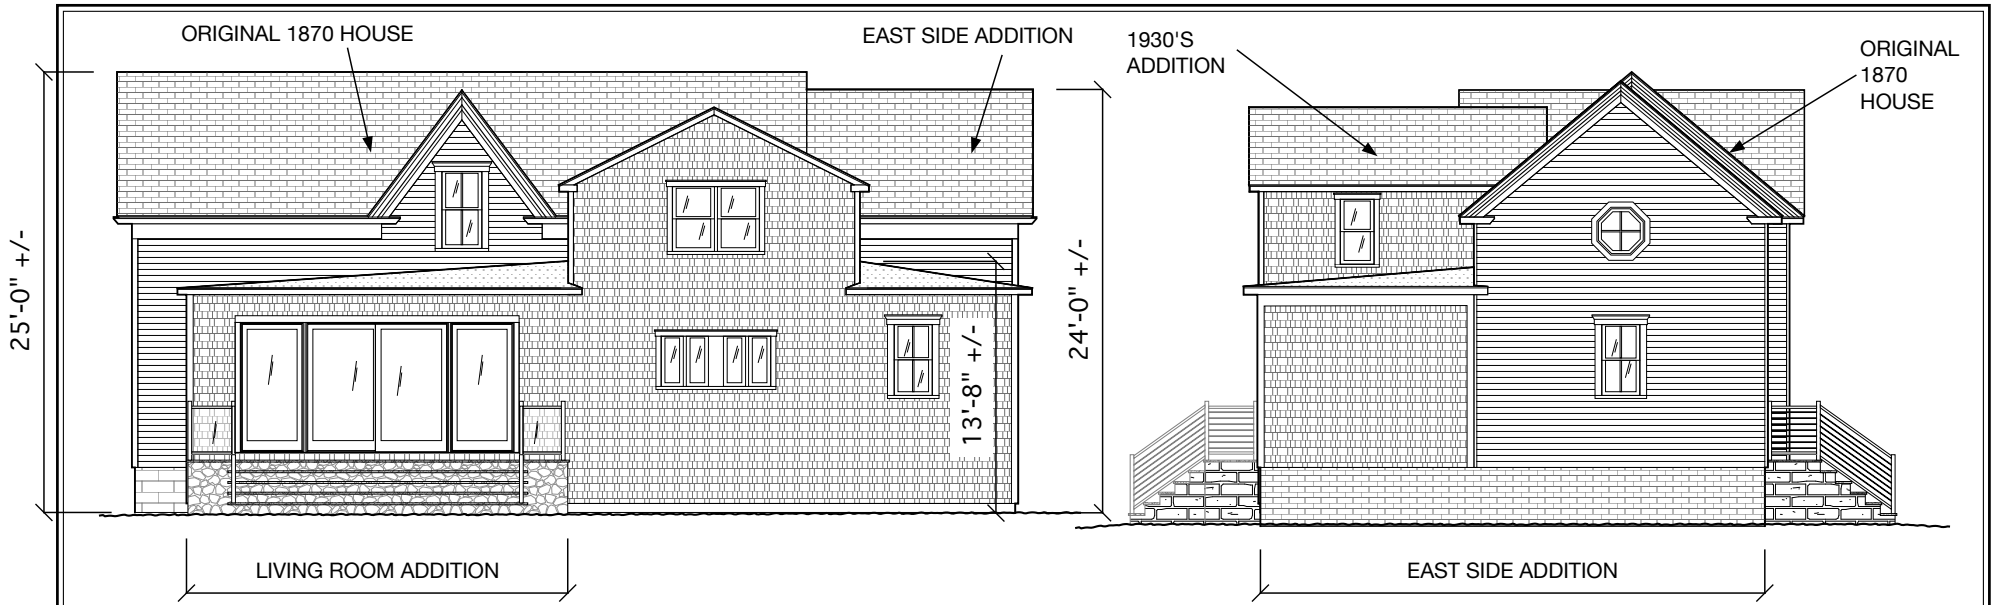 ORIGINAL 1870 HOUSE
EAST SIDE ADDITION
1930'S
ADDITION
ORIGINAL
1870
HOUSE
25'-0" +/-
13'-8" +/-
24'-0" +/-
LIVING ROOM ADDITION
EAST SIDE ADDITION